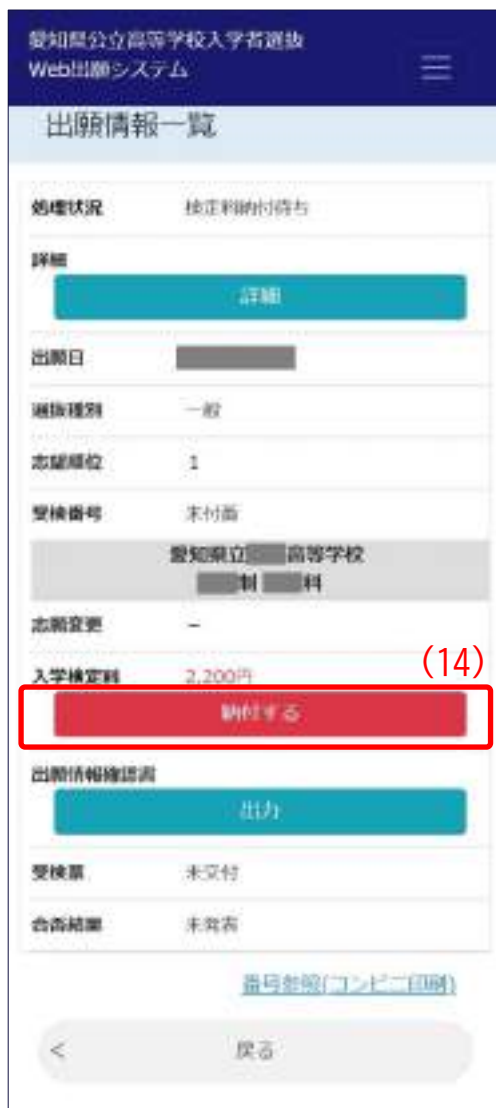 愛知県公立高等学校入学者選抜
Web出願システム
出願情報一覧
処理状況 検定料納付待ち
詳細
詳細
出願日
選抜種別 一般
志望順位 1
受検番号 未付番
愛知県立 高等学校
制 科
志願変更 −
(14)
入学検定料 2,200円
納付する
出願情報確認書
出力
受検票 未交付
合否結果 未発表
番号参照(コンビニ印刷)
< 戻る